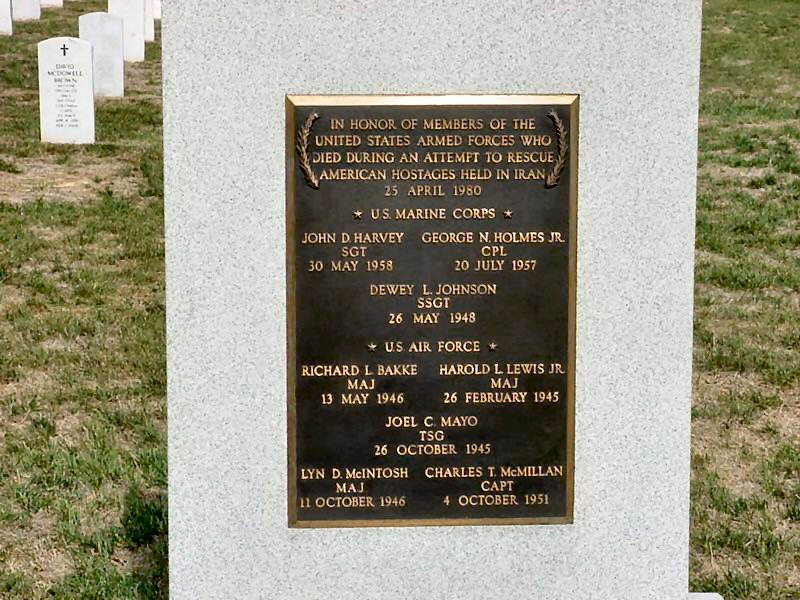 DAVID
MCDOWELL
BROWN
IN HONOR OF MEMBERS OF THE
UNITED STATES ARMED FORCES WHO
DIED DURING AN ATTEMPT TO RESCUE
AMERICAN HOSTAGES HELD IN IRAN
25 APRIL 1980
★ U.S. MARINE CORPS ★
JOHN D. HARVEY GEORGE N. HOLMES JR.
SGT CPL
30 MAY 1958 20 JULY 1957
DEWEY L. JOHNSON
SSGT
26 MAY 1948
★ U.S. AIR FORCE ★
RICHARD L. BAKKE HAROLD L. LEWIS JR.
MAJ MAJ
13 MAY 1946 26 FEBRUARY 1945
JOEL C. MAYO
TSG
26 OCTOBER 1945
LYN D. McINTOSH CHARLES T. McMILLAN
MAJ CAPT
11 OCTOBER 1946 4 OCTOBER 1951